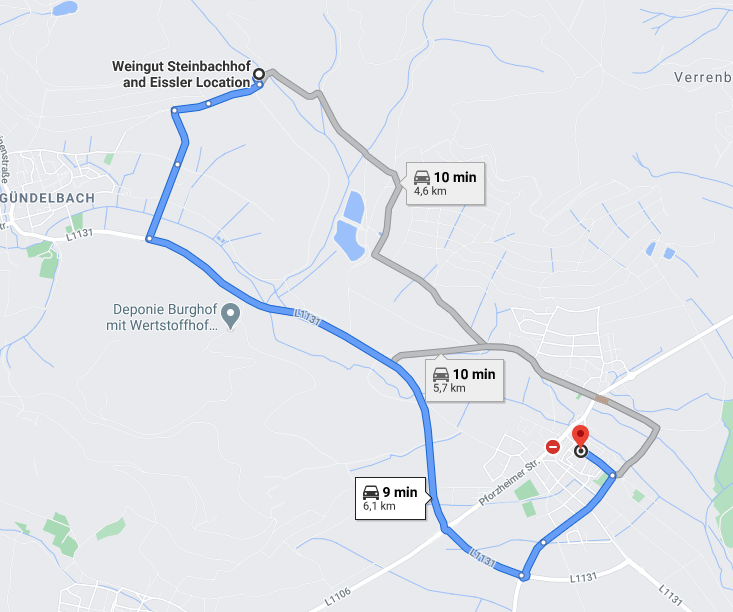 Weingut Steinbachhof
and Eissler Location
Verrenb
10 min
4,6 km
GÜNDELBACH
L1131
Deponie Burghof
mit Wertstoffhof...
L1131
10 min
5,7 km
Pforzheimer Str.
9 min
6,1 km
L1131
L1106
L1131
L1131